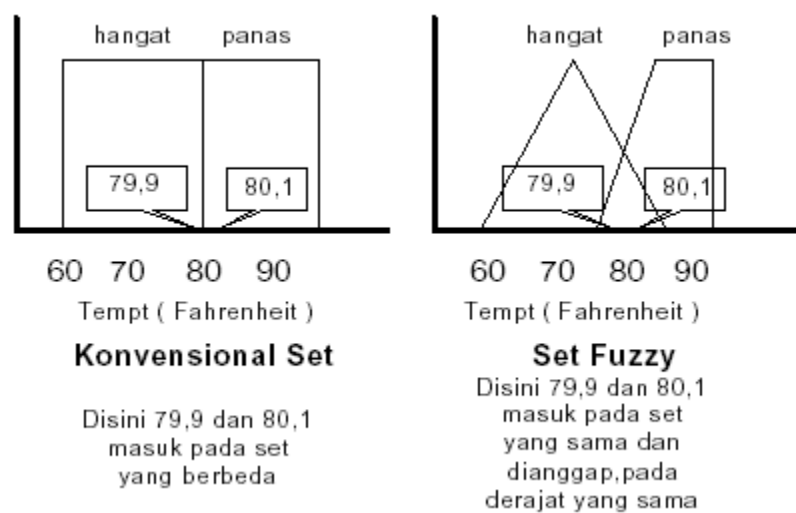 hangat panas
79,9 80,1
60 70 80 90
Tempt ( Fahrenheit )
Konvensional Set
Disini 79,9 dan 80,1
masuk pada set
yang berbeda
hangat panas
79,9 80,1
60 70 80 90
Tempt ( Fahrenheit )
Set Fuzzy
Disini 79,9 dan 80,1
masuk pada set
yang sama dan
dianggap,pada
derajat yang sama